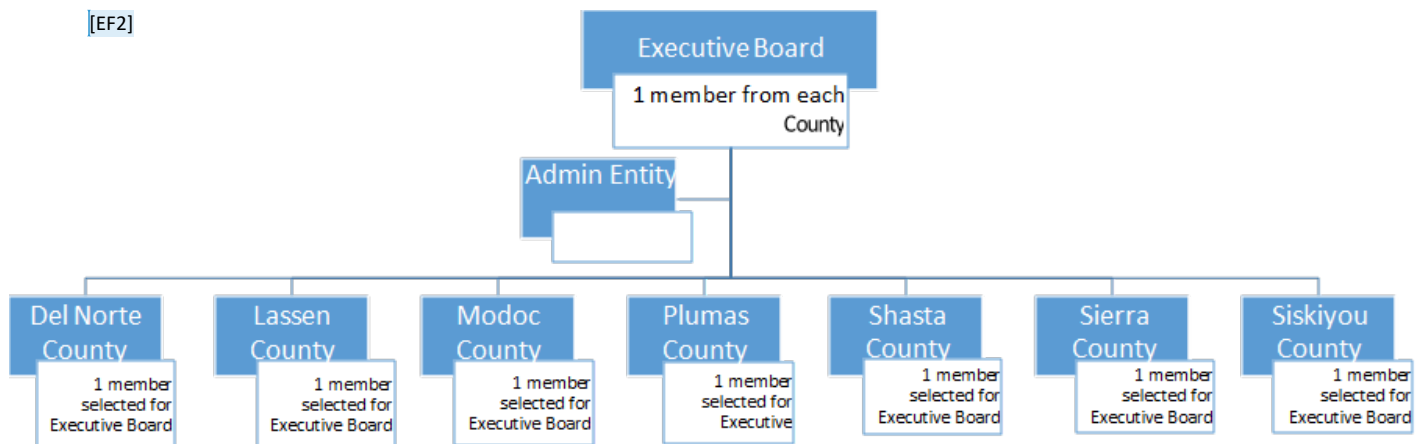 [EF2]
Executive Board
1 member from each
County
Admin Entity
Del Norte
County
1 member
selected for
Executive Board
Lassen
County
1 member
selected for
Executive Board
Modoc
County
1 member
selected for
Executive Board
Plumas
County
1 member
selected for
Executive
Shasta
County
1 member
selected for
Executive Board
Sierra
County
1 member
selected for
Executive Board
Siskiyou
County
1 member
selected for
Executive Board